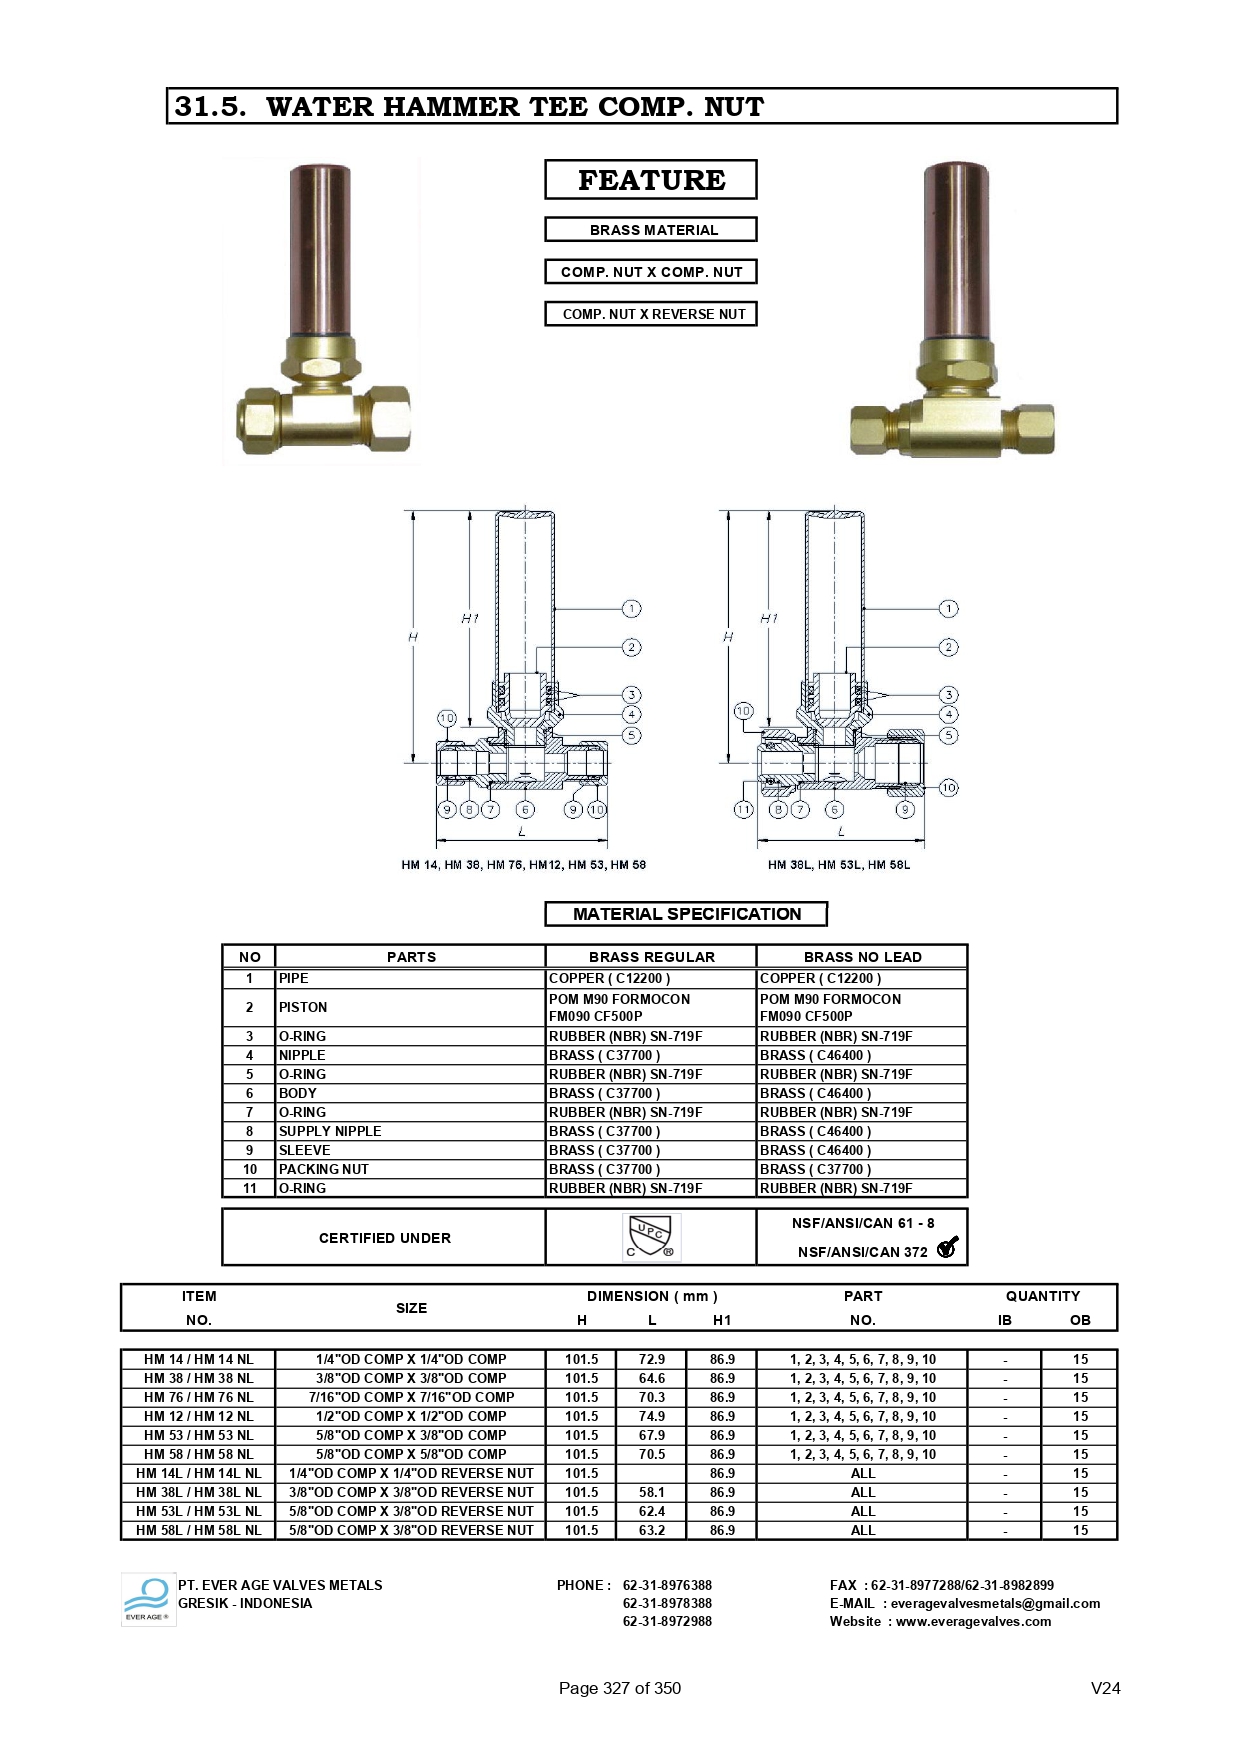 31.5. WATER HAMMER TEE COMP. NUT
FEATURE
BRASS MATERIAL
COMP. NUT X COMP. NUT
COMP. NUT X REVERSE NUT
H H1 1 2 3 4 5 10 9 8 7 6 9 10 L
HM 14, HM 38, HM 76, HM12, HM 53, HM 58
H H1 1 2 3 4 5 10 10 11 8 7 6 9 L
HM 38L, HM 53L, HM 58L
MATERIAL SPECIFICATION
NO PARTS BRASS REGULAR BRASS NO LEAD
1 PIPE COPPER ( C12200 ) COPPER ( C12200 )
2 PISTON POM M90 FORMOCON POM M90 FORMOCON
FM090 CF500P FM090 CF500P
3 O-RING RUBBER (NBR) SN-719F RUBBER (NBR) SN-719F
4 NIPPLE BRASS ( C37700 ) BRASS ( C46400 )
5 O-RING RUBBER (NBR) SN-719F RUBBER (NBR) SN-719F
6 BODY BRASS ( C37700 ) BRASS ( C46400 )
7 O-RING RUBBER (NBR) SN-719F RUBBER (NBR) SN-719F
8 SUPPLY NIPPLE BRASS ( C37700 ) BRASS ( C46400 )
9 SLEEVE BRASS ( C37700 ) BRASS ( C46400 )
10 PACKING NUT BRASS ( C37700 ) BRASS ( C37700 )
11 O-RING RUBBER (NBR) SN-719F RUBBER (NBR) SN-719F
CERTIFIED UNDER UPC C ® NSF/ANSI/CAN 61 - 8
NSF/ANSI/CAN 372
ITEM SIZE DIMENSION ( mm ) PART QUANTITY
NO. H L H1 NO. IB OB
HM 14 / HM 14 NL 1/4"OD COMP X 1/4"OD COMP 101.5 72.9 86.9 1, 2, 3, 4, 5, 6, 7, 8, 9, 10 - 15
HM 38 / HM 38 NL 3/8"OD COMP X 3/8"OD COMP 101.5 64.6 86.9 1, 2, 3, 4, 5, 6, 7, 8, 9, 10 - 15
HM 76 / HM 76 NL 7/16"OD COMP X 7/16"OD COMP 101.5 70.3 86.9 1, 2, 3, 4, 5, 6, 7, 8, 9, 10 - 15
HM 12 / HM 12 NL 1/2"OD COMP X 1/2"OD COMP 101.5 74.9 86.9 1, 2, 3, 4, 5, 6, 7, 8, 9, 10 - 15
HM 53 / HM 53 NL 5/8"OD COMP X 3/8"OD COMP 101.5 67.9 86.9 1, 2, 3, 4, 5, 6, 7, 8, 9, 10 - 15
HM 58 / HM 58 NL 5/8"OD COMP X 5/8"OD COMP 101.5 70.5 86.9 1, 2, 3, 4, 5, 6, 7, 8, 9, 10 - 15
HM 14L / HM 14L NL 1/4"OD COMP X 1/4"OD REVERSE NUT 101.5 86.9 ALL - 15
HM 38L / HM 38L NL 3/8"OD COMP X 3/8"OD REVERSE NUT 101.5 58.1 86.9 ALL - 15
HM 53L / HM 53L NL 5/8"OD COMP X 3/8"OD REVERSE NUT 101.5 62.4 86.9 ALL - 15
HM 58L / HM 58L NL 5/8"OD COMP X 3/8"OD REVERSE NUT 101.5 63.2 86.9 ALL - 15
EVER AGE ®
PT. EVER AGE VALVES METALS PHONE : 62-31-8976388 FAX : 62-31-8977288/62-31-8982899
GRESIK - INDONESIA 62-31-8978388 E-MAIL : everagevalvesmetals@gmail.com
62-31-8972988 Website : www.everagevalves.com
Page 327 of 350 V24